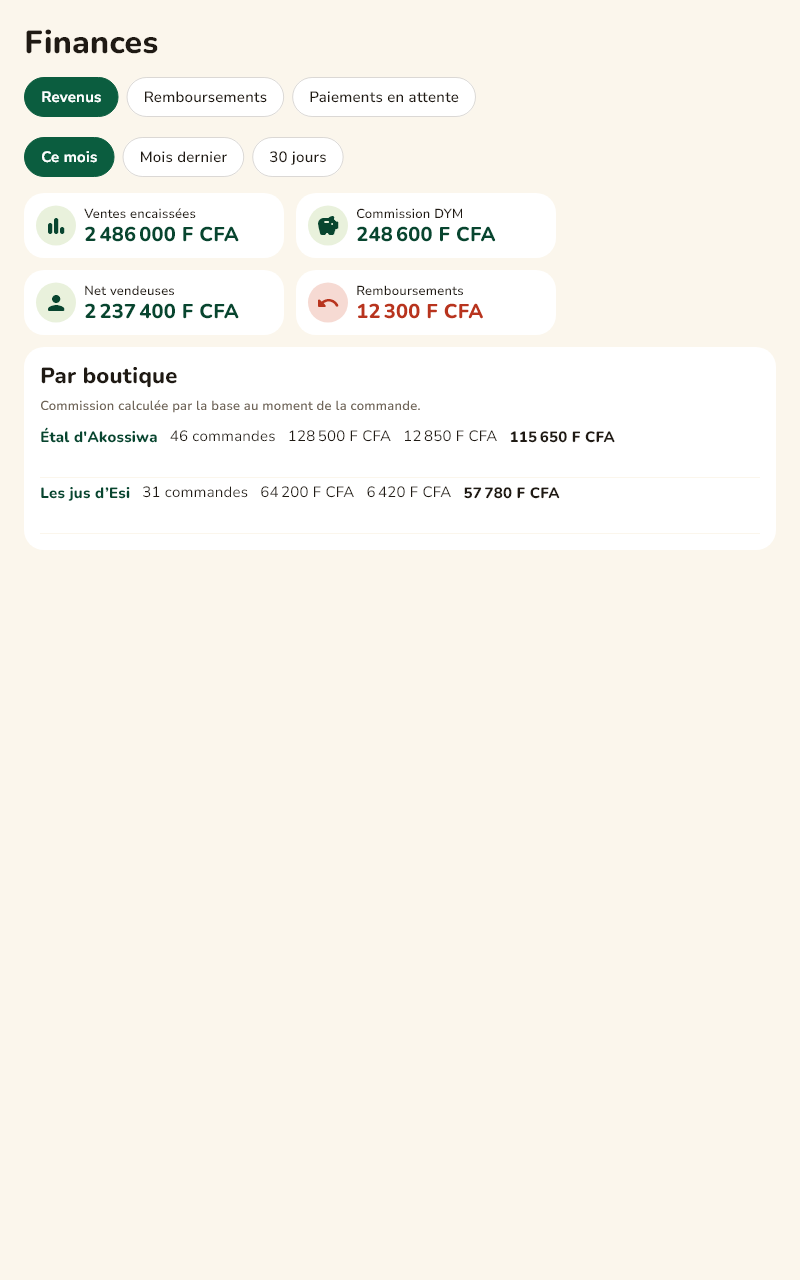 Finances
Revenus Remboursements Paiements en attente
Ce mois Mois dernier 30 jours
Ventes encaissées
2 486 000 F CFA
Commission DYM
248 600 F CFA
Net vendeuses
2 237 400 F CFA
Remboursements
12 300 F CFA
Par boutique
Commission calculée par la base au moment de la commande.
Étal d'Akossiwa 46 commandes 128 500 F CFA 12 850 F CFA 115 650 F CFA
Les jus d'Esi 31 commandes 64 200 F CFA 6 420 F CFA 57 780 F CFA